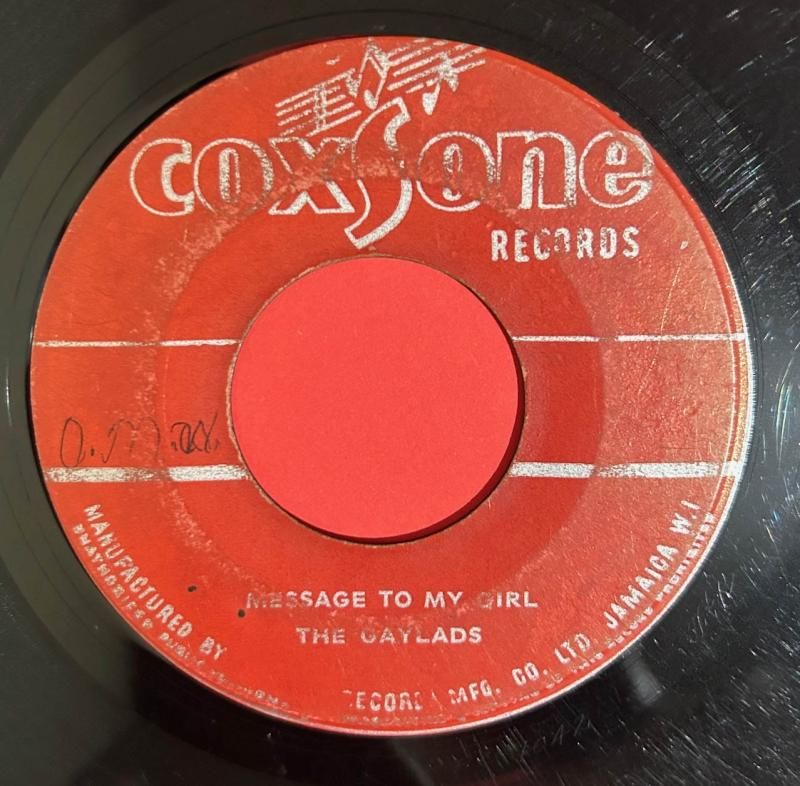 coxsone
RECORDS
MESSAGE TO MY GIRL
THE GAYLADS
MANUFACTURED BY RECORD MFG. CO. LTD. JAMAICA W.I